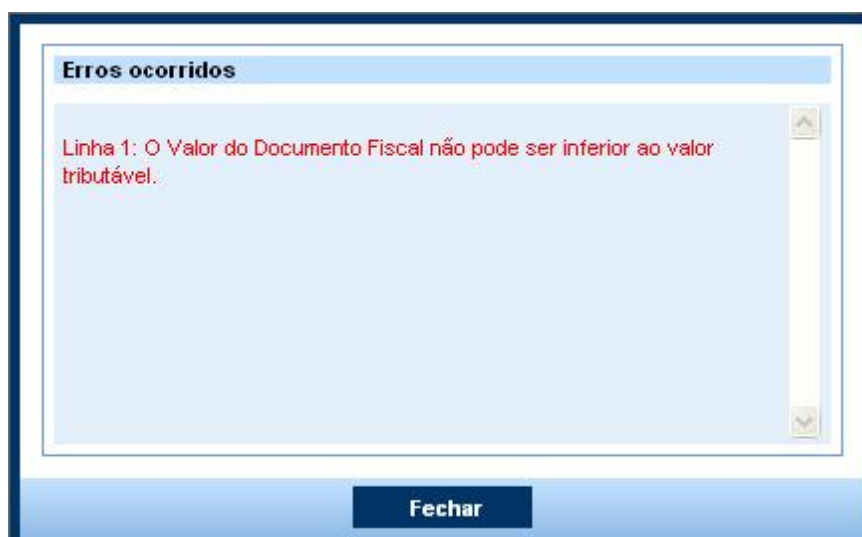 Erros ocorridos
Linha 1: O Valor do Documento Fiscal não pode ser inferior ao valor
tributável.
Fechar